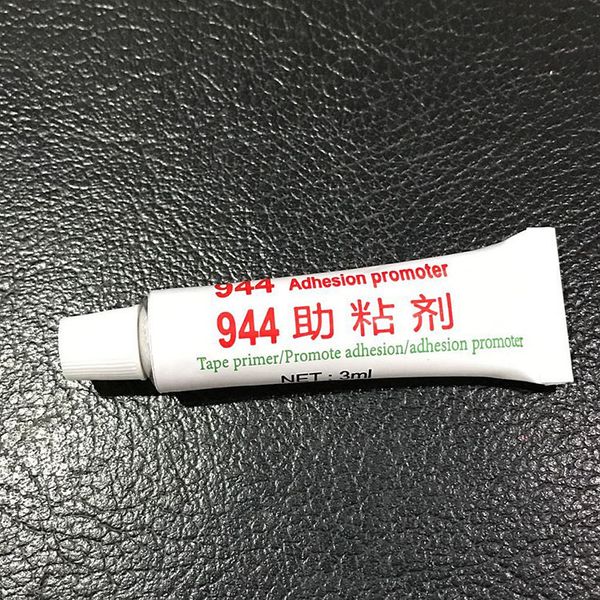 944 Adhesion promoter
944 助粘剂
Tape primer/Promote adhesion/adhesion promoter
NET : 3ml